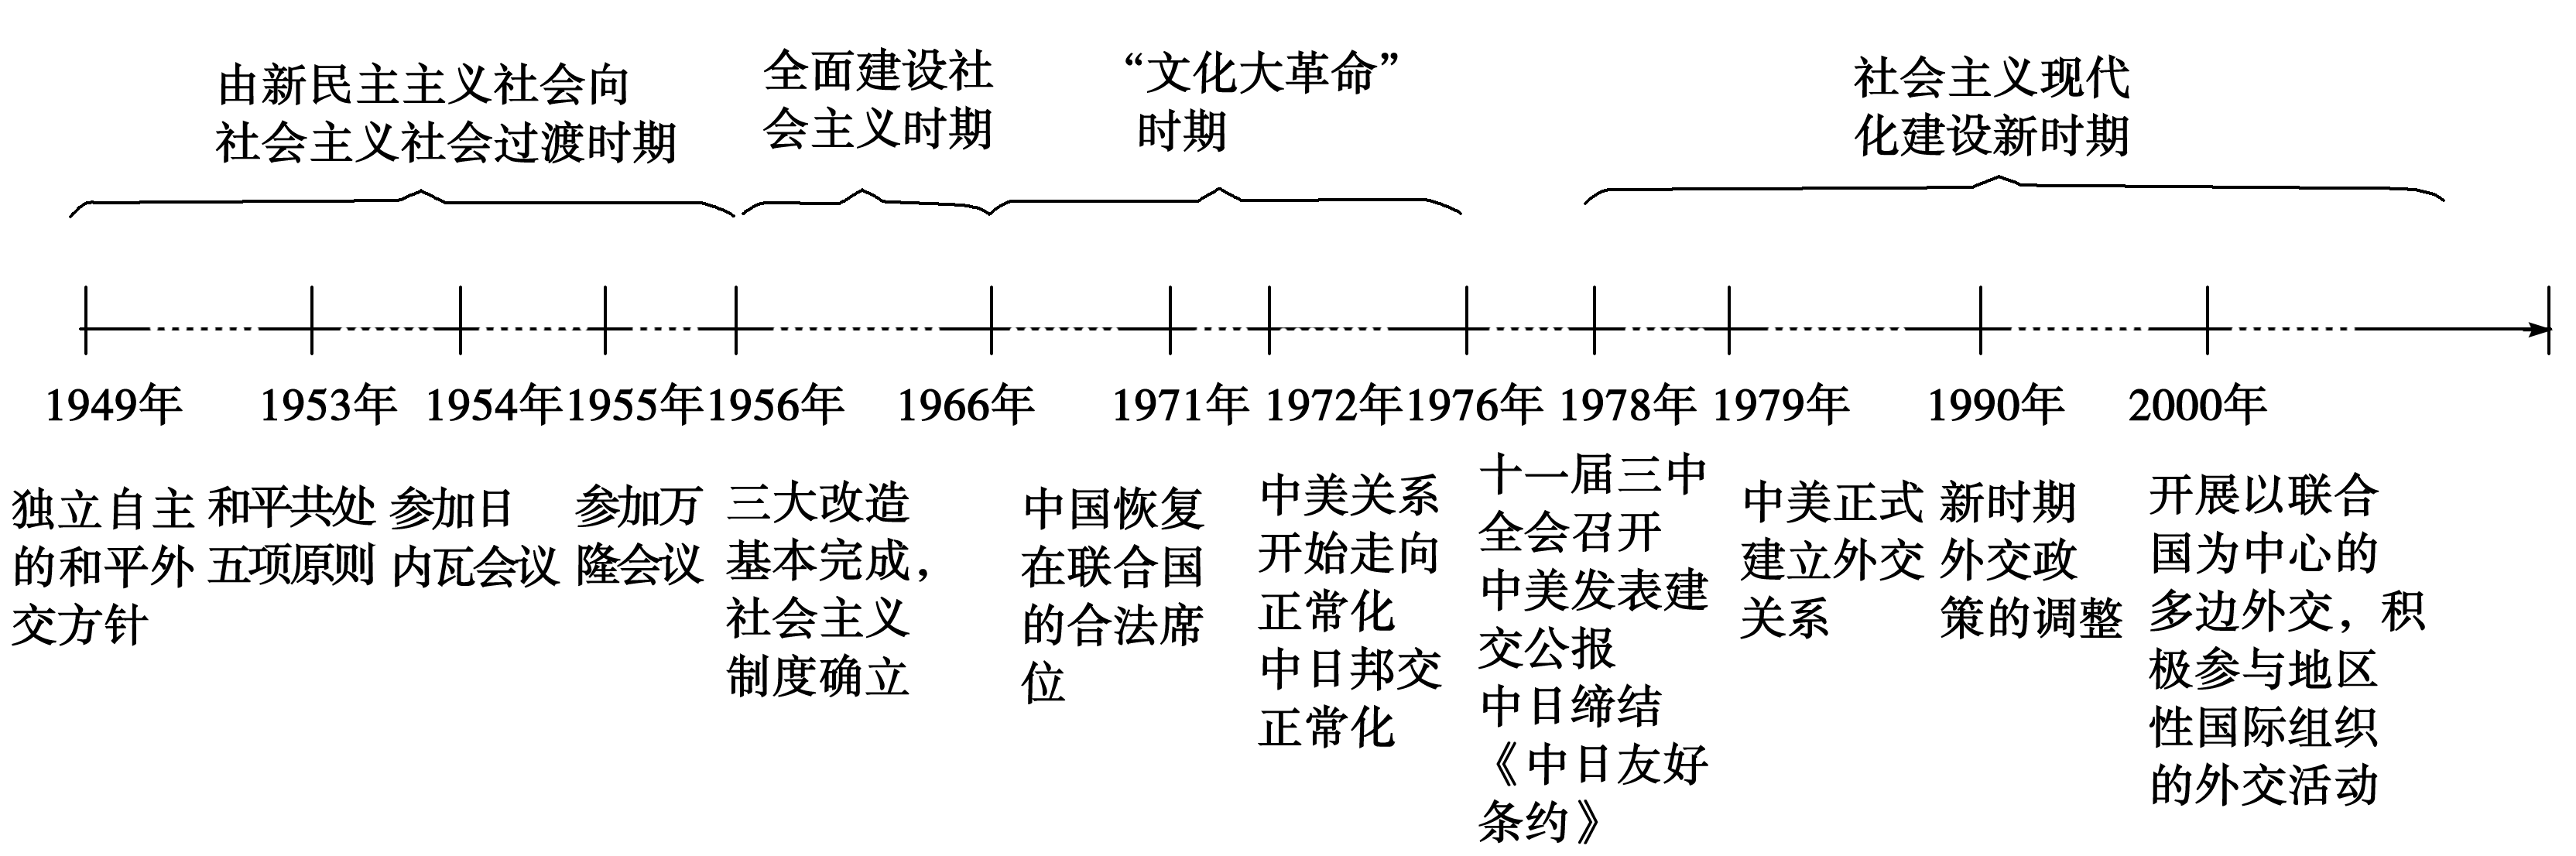 由新民主主义社会向
社会主义社会过渡时期
全面建设社
会主义时期
“文化大革命”
时期
社会主义现代
化建设新时期
1949年
1953年
1954年
1955年
1956年
1966年
1971年
1972年
1976年
1978年
1979年
1990年
2000年
独立自主
的和平外
交方针
和平共处
五项原则
参加日
内瓦会议
参加万
隆会议
三大改造
基本完成，
社会主义
制度确立
中国恢复
在联合国
的合法席
位
中美关系
开始走向
正常化
中日邦交
正常化
十一届三中
全会召开
中美发表建
交公报
中日缔结
《中日友好
条约》
中美正式
建立外交
关系
新时期
外交政
策的调整
开展以联合
国为中心的
多边外交，积
极参与地区
性国际组织
的外交活动